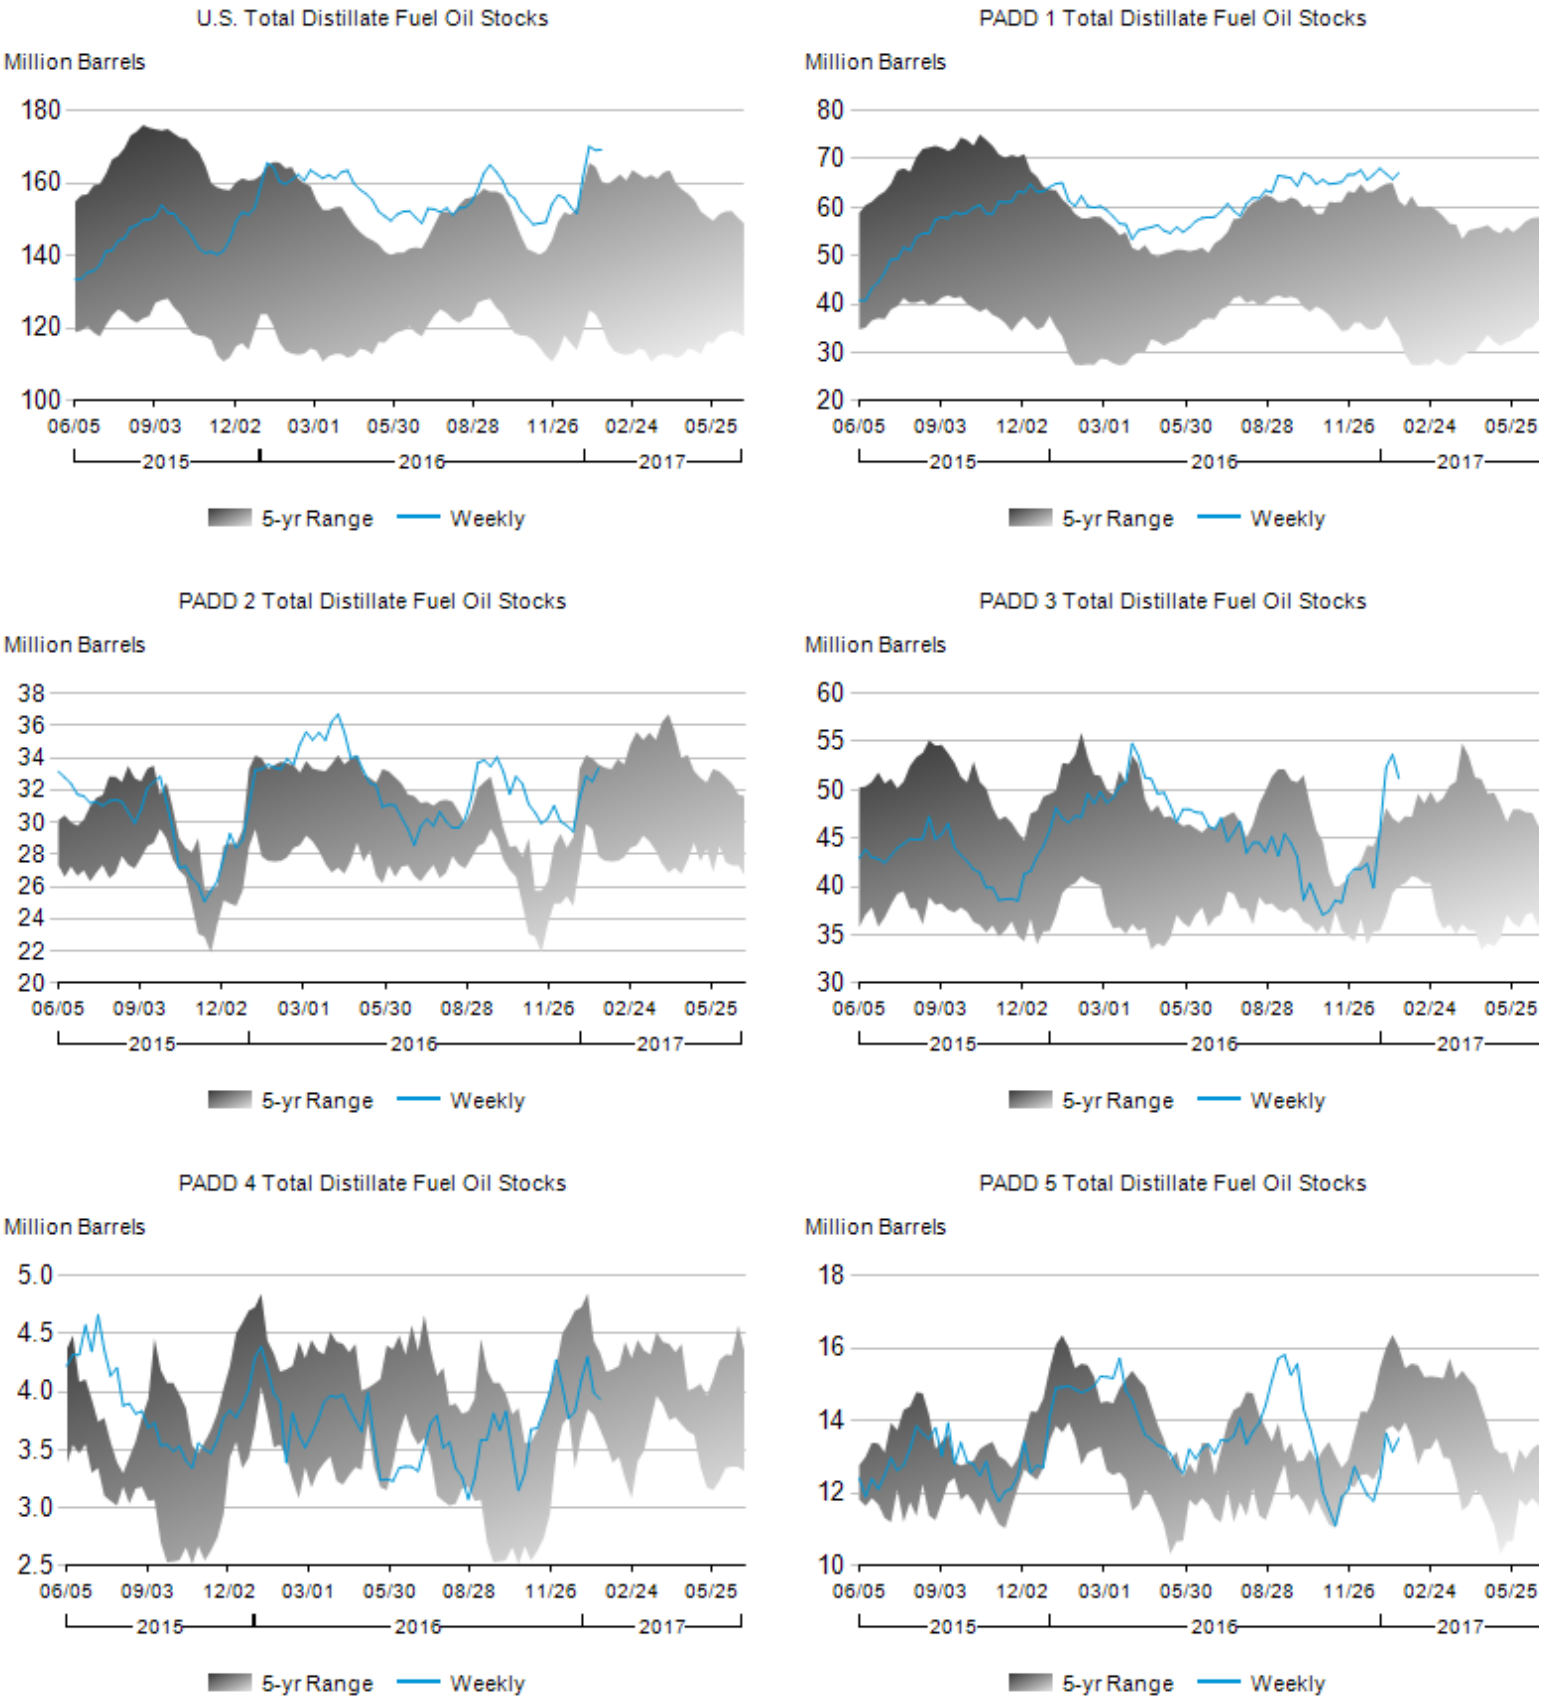 U.S. Total Distillate Fuel Oil Stocks
Million Barrels
180
160
140
120
100
06/05 09/03 12/02 03/01 05/30 08/28 11/26 02/24 05/25
2015 2016 2017
5-yr Range Weekly
PADD 1 Total Distillate Fuel Oil Stocks
Million Barrels
80
70
60
50
40
30
20
06/05 09/03 12/02 03/01 05/30 08/28 11/26 02/24 05/25
2015 2016 2017
5-yr Range Weekly
PADD 2 Total Distillate Fuel Oil Stocks
Million Barrels
38
36
34
32
30
28
26
24
22
20
06/05 09/03 12/02 03/01 05/30 08/28 11/26 02/24 05/25
2015 2016 2017
5-yr Range Weekly
PADD 3 Total Distillate Fuel Oil Stocks
Million Barrels
60
55
50
45
40
35
30
06/05 09/03 12/02 03/01 05/30 08/28 11/26 02/24 05/25
2015 2016 2017
5-yr Range Weekly
PADD 4 Total Distillate Fuel Oil Stocks
Million Barrels
5.0
4.5
4.0
3.5
3.0
2.5
06/05 09/03 12/02 03/01 05/30 08/28 11/26 02/24 05/25
2015 2016 2017
5-yr Range Weekly
PADD 5 Total Distillate Fuel Oil Stocks
Million Barrels
18
16
14
12
10
06/05 09/03 12/02 03/01 05/30 08/28 11/26 02/24 05/25
2015 2016 2017
5-yr Range Weekly